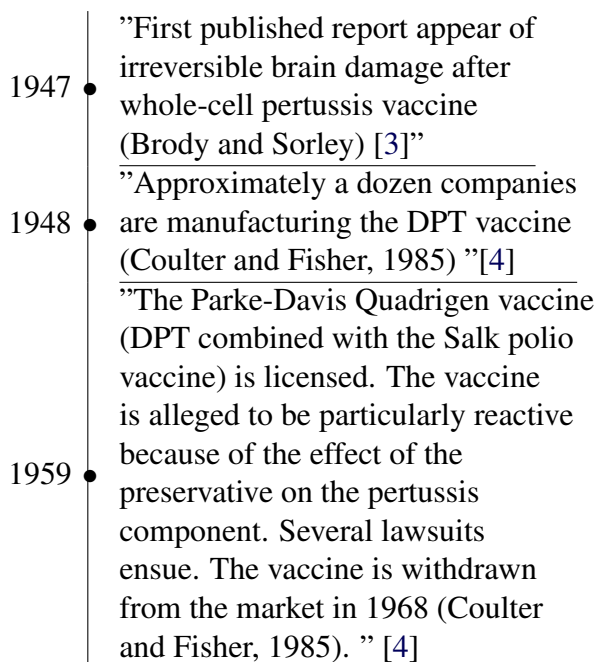 ”First published report appear of
irreversible brain damage after
1947
whole-cell pertussis vaccine
(Brody and Sorley) [3]”
”Approximately a dozen companies
1948
are manufacturing the DPT vaccine
(Coulter and Fisher, 1985) ”[4]
”The Parke-Davis Quadrigen vaccine
(DPT combined with the Salk polio
vaccine) is licensed. The vaccine
is alleged to be particularly reactive
because of the effect of the
1959
preservative on the pertussis
component. Several lawsuits
ensue. The vaccine is withdrawn
from the market in 1968 (Coulter
and Fisher, 1985). ” [4]